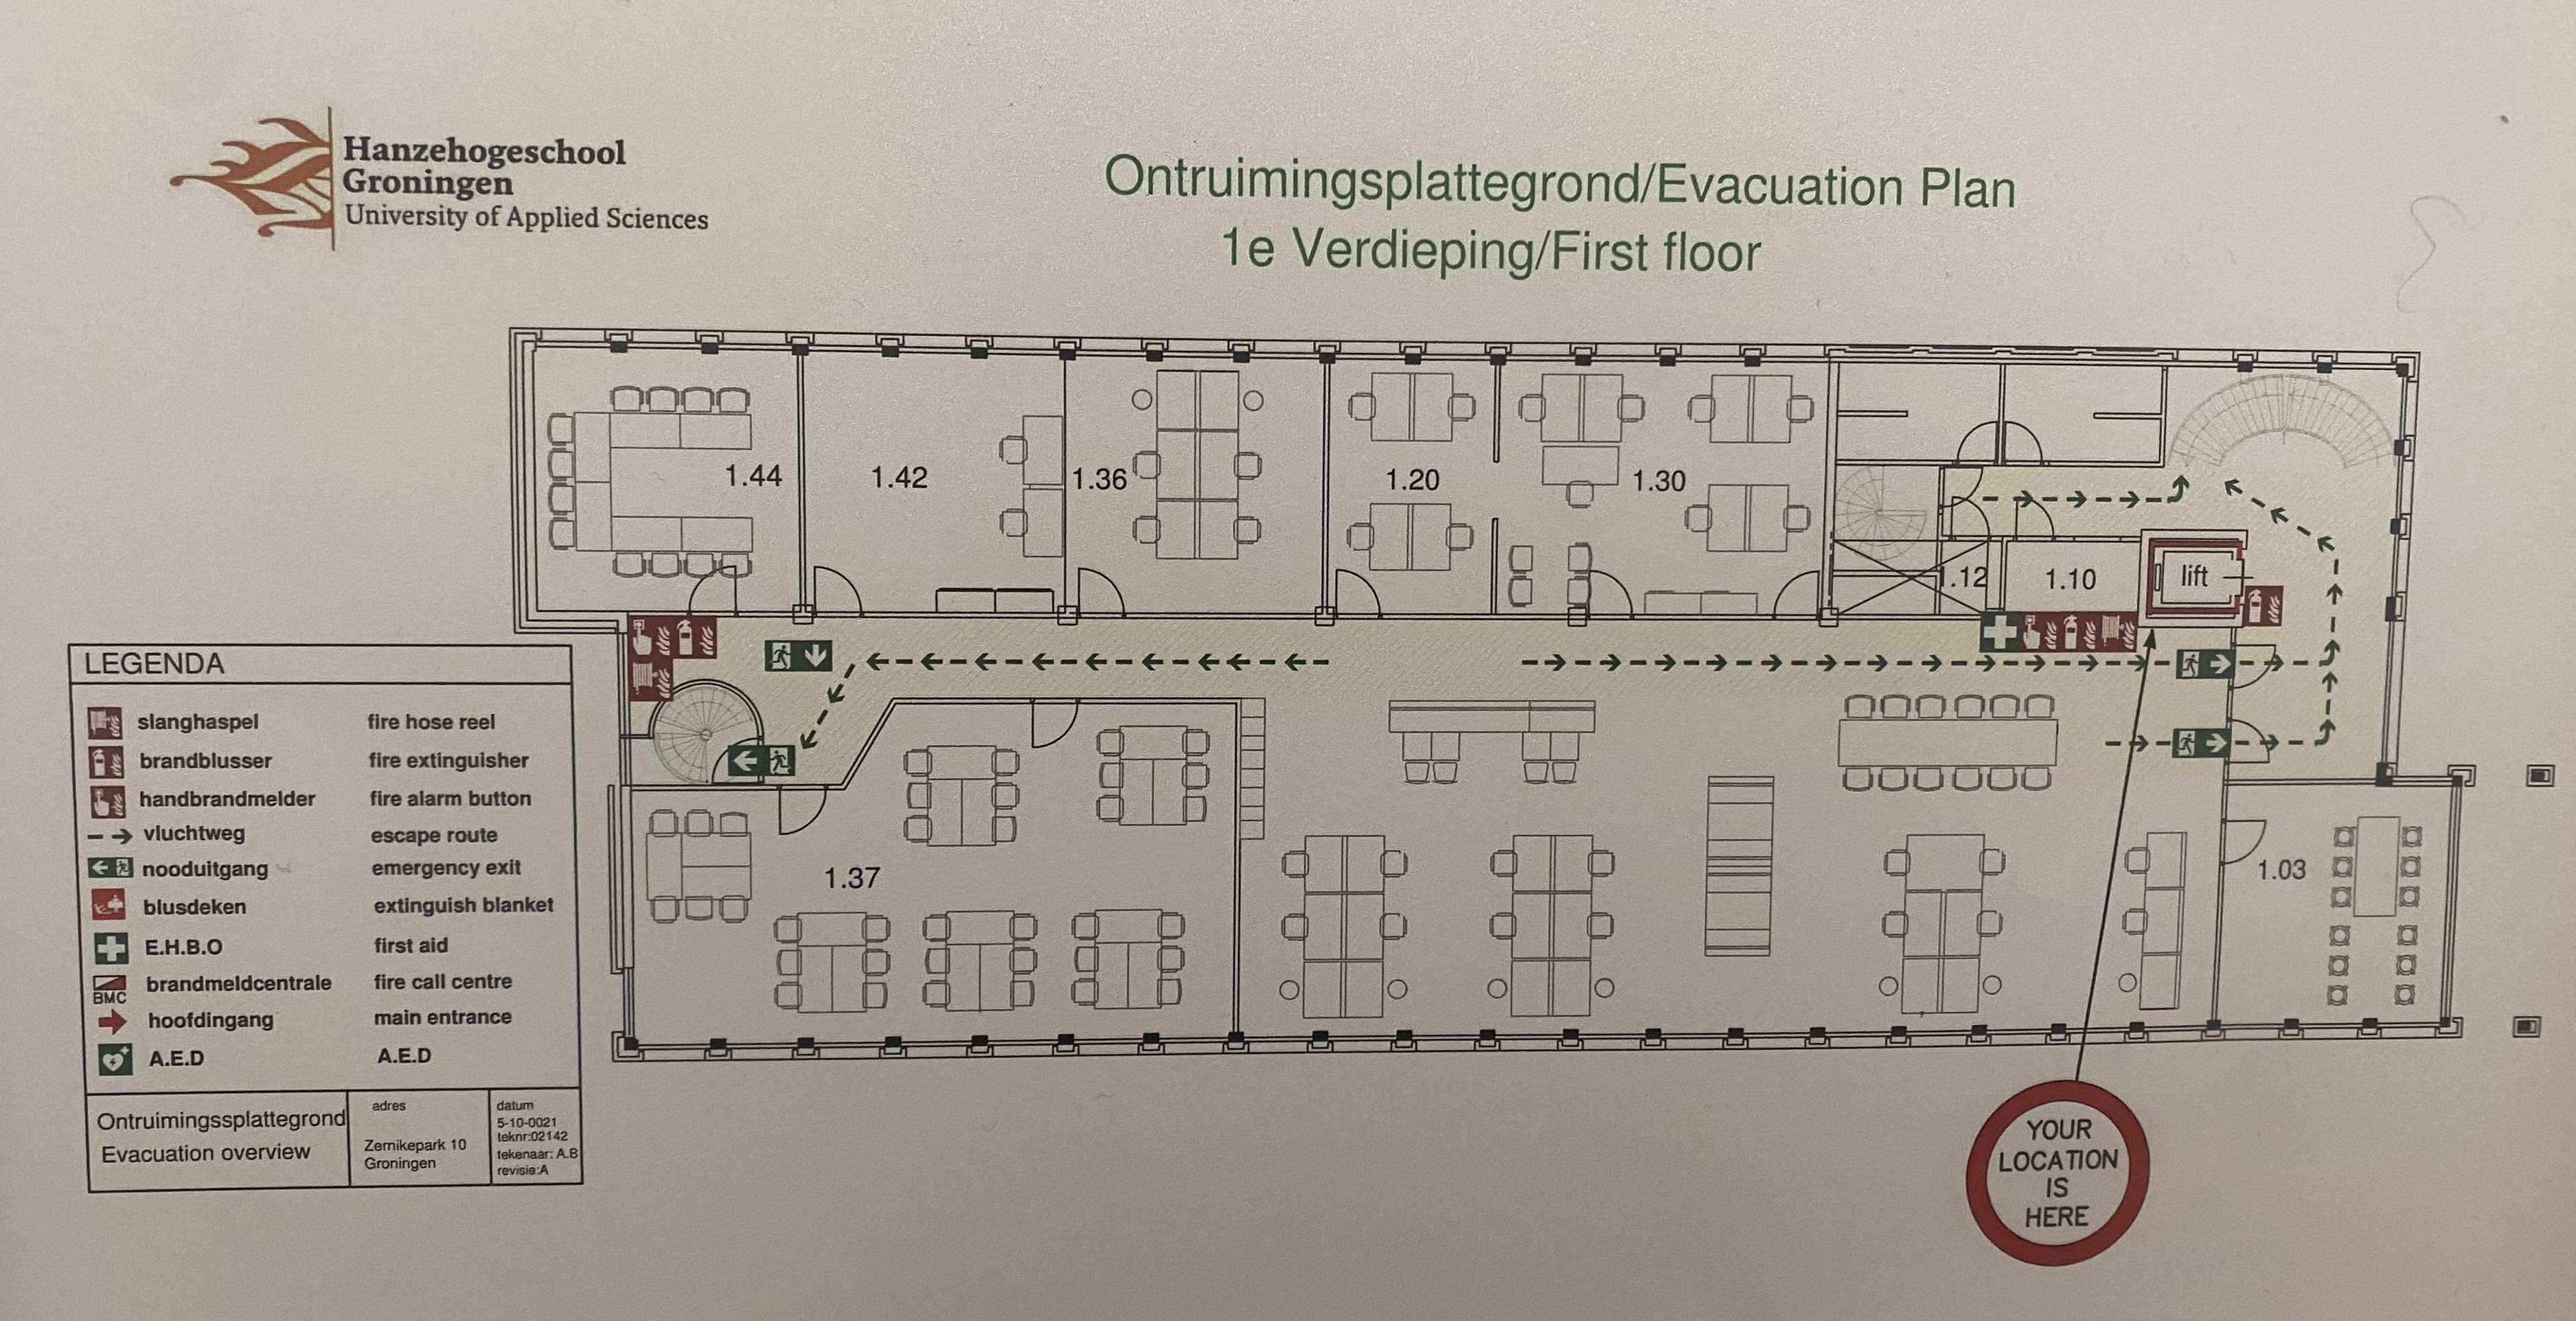 Hanzehogeschool
Groningen
University of Applied Sciences
Ontruimingsplattegrond/Evacuation Plan
1e Verdieping/First floor
1.44
1.42
1.36
1.20
1.30
1.12
1.10
lift
1.37
1.03
LEGENDA
slanghaspel fire hose reel
brandblusser fire extinguisher
handbrandmelder fire alarm button
vluchtweg escape route
nooduitgang emergency exit
blusdeken extinguish blanket
E.H.B.O first aid
BMC brandmeldcentrale fire call centre
hoofdingang main entrance
A.E.D A.E.D
Ontruimingssplattegrond
Evacuation overview
adres
Zernikepark 10
Groningen
datum
5-10-0021
teknr:02142
tekenaar: A.B
revisie:A
YOUR
LOCATION
IS
HERE